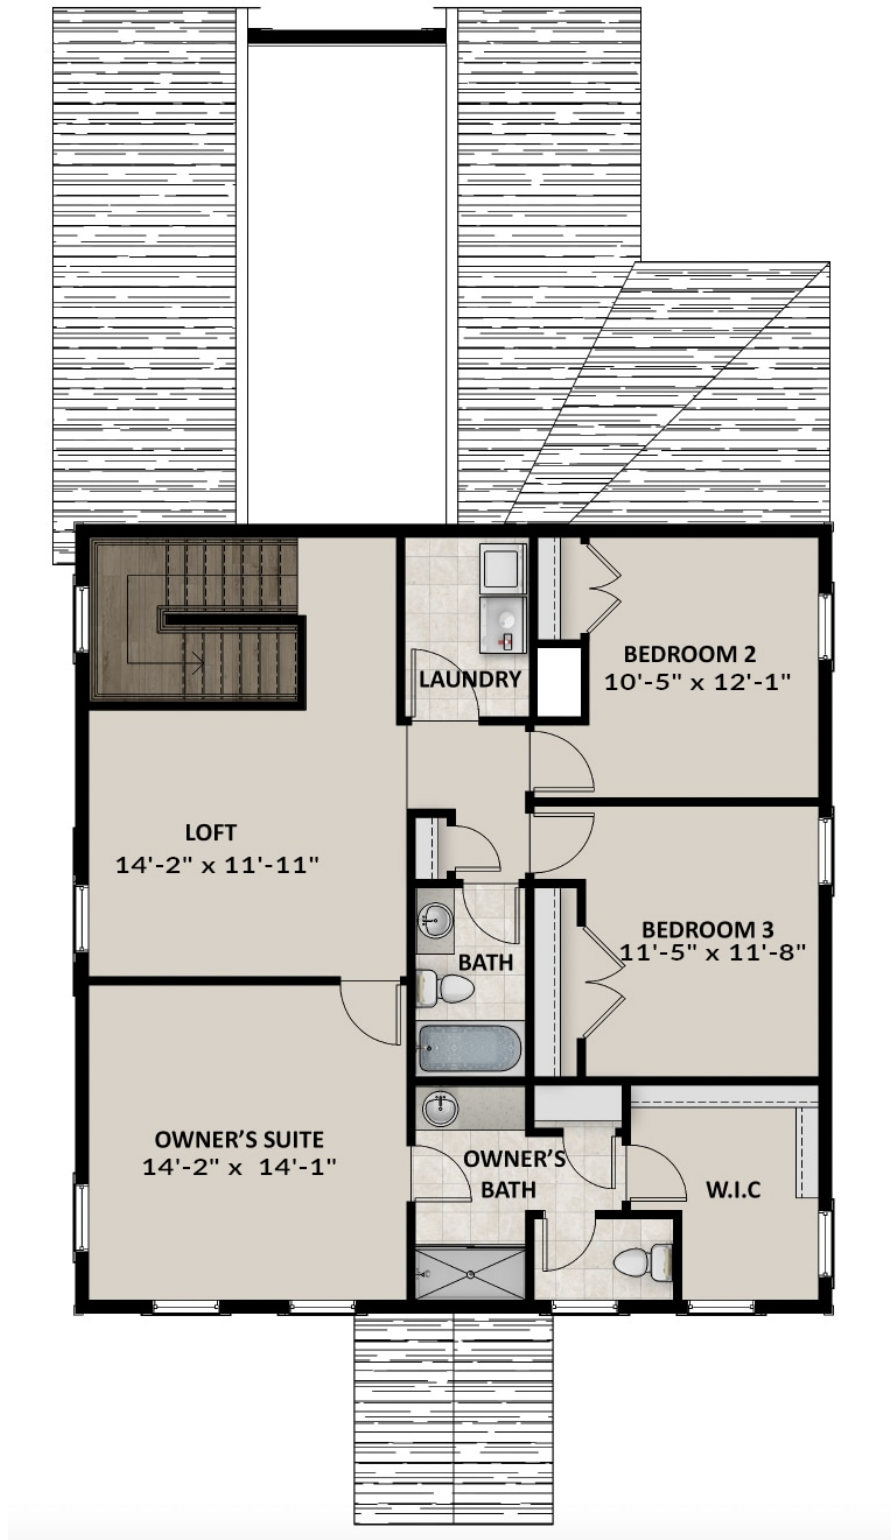 LAUNDRY
BEDROOM 2
10'-5" x 12'-1"
LOFT
14'-2" x 11'-11"
BATH
BEDROOM 3
11'-5" x 11'-8"
OWNER'S SUITE
14'-2" x 14'-1"
OWNER'S
BATH
W.I.C